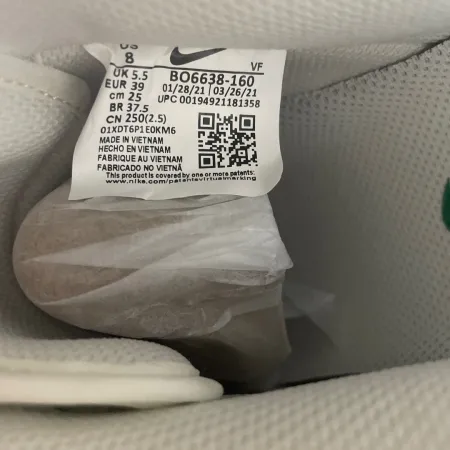 US
8
UK 5.5
EUR 39
cm 25
BR 37.5
CN 250(2.5)
01XDT6P1E0KM6
MADE IN VIETNAM
HECHO EN VIETNAM
FABRIQUE AU VIETNAM
FABRICADO NO VIETNÃ
VF
BO6638-160
01/28/21 | 03/26/21
UPC 00194921181358
This product is covered by one or more patents:
www.nike.com/patentsvirtualmarking